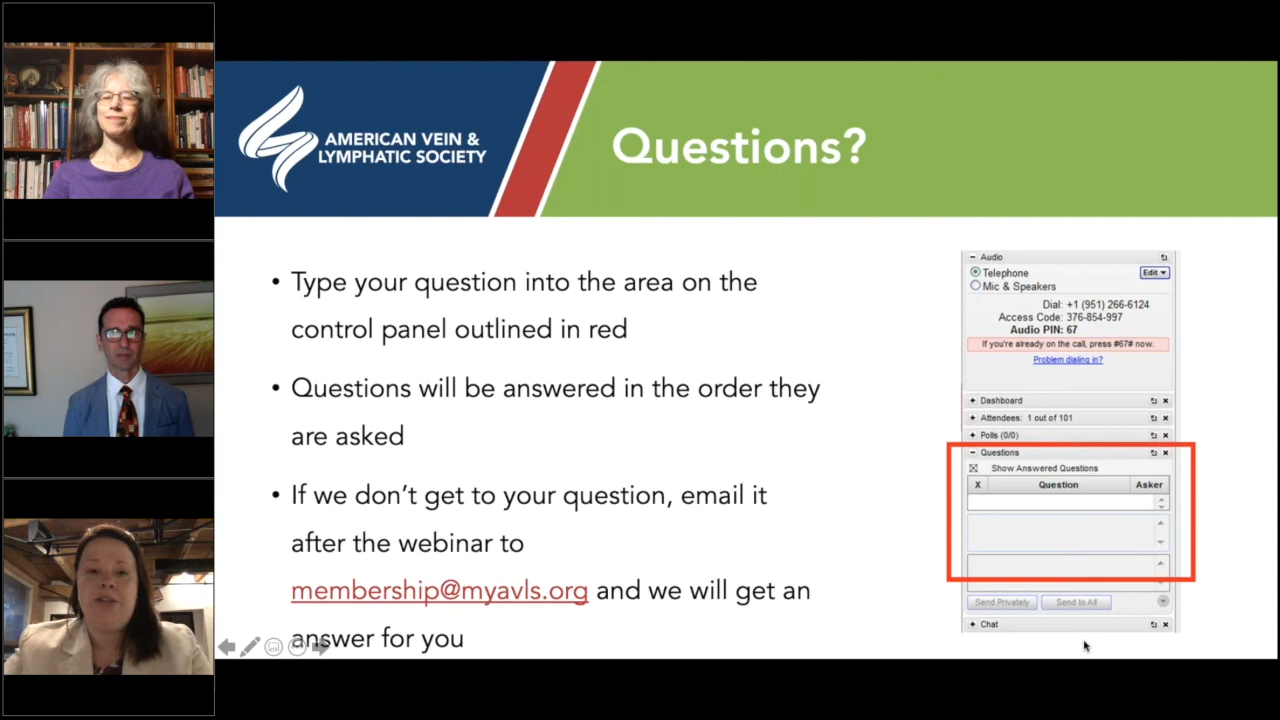 AMERICAN VEIN &
LYMPHATIC SOCIETY
Questions?
• Type your question into the area on the
control panel outlined in red
• Questions will be answered in the order they
are asked
• If we don't get to your question, email it
after the webinar to
membership@myavls.org and we will get an
answer for you
Audio
Telephone
Edit
Mic & Speakers
Dial: +1 (951) 266-6124
Access Code: 376-854-997
Audio PIN: 67
If you're already on the call, press #67# now.
Problem dialing in?
Dashboard
Attendees: 1 out of 101
Polls (0/0)
Questions
Show Answered Questions
X Question Asker
Send Privately Send to All
Chat